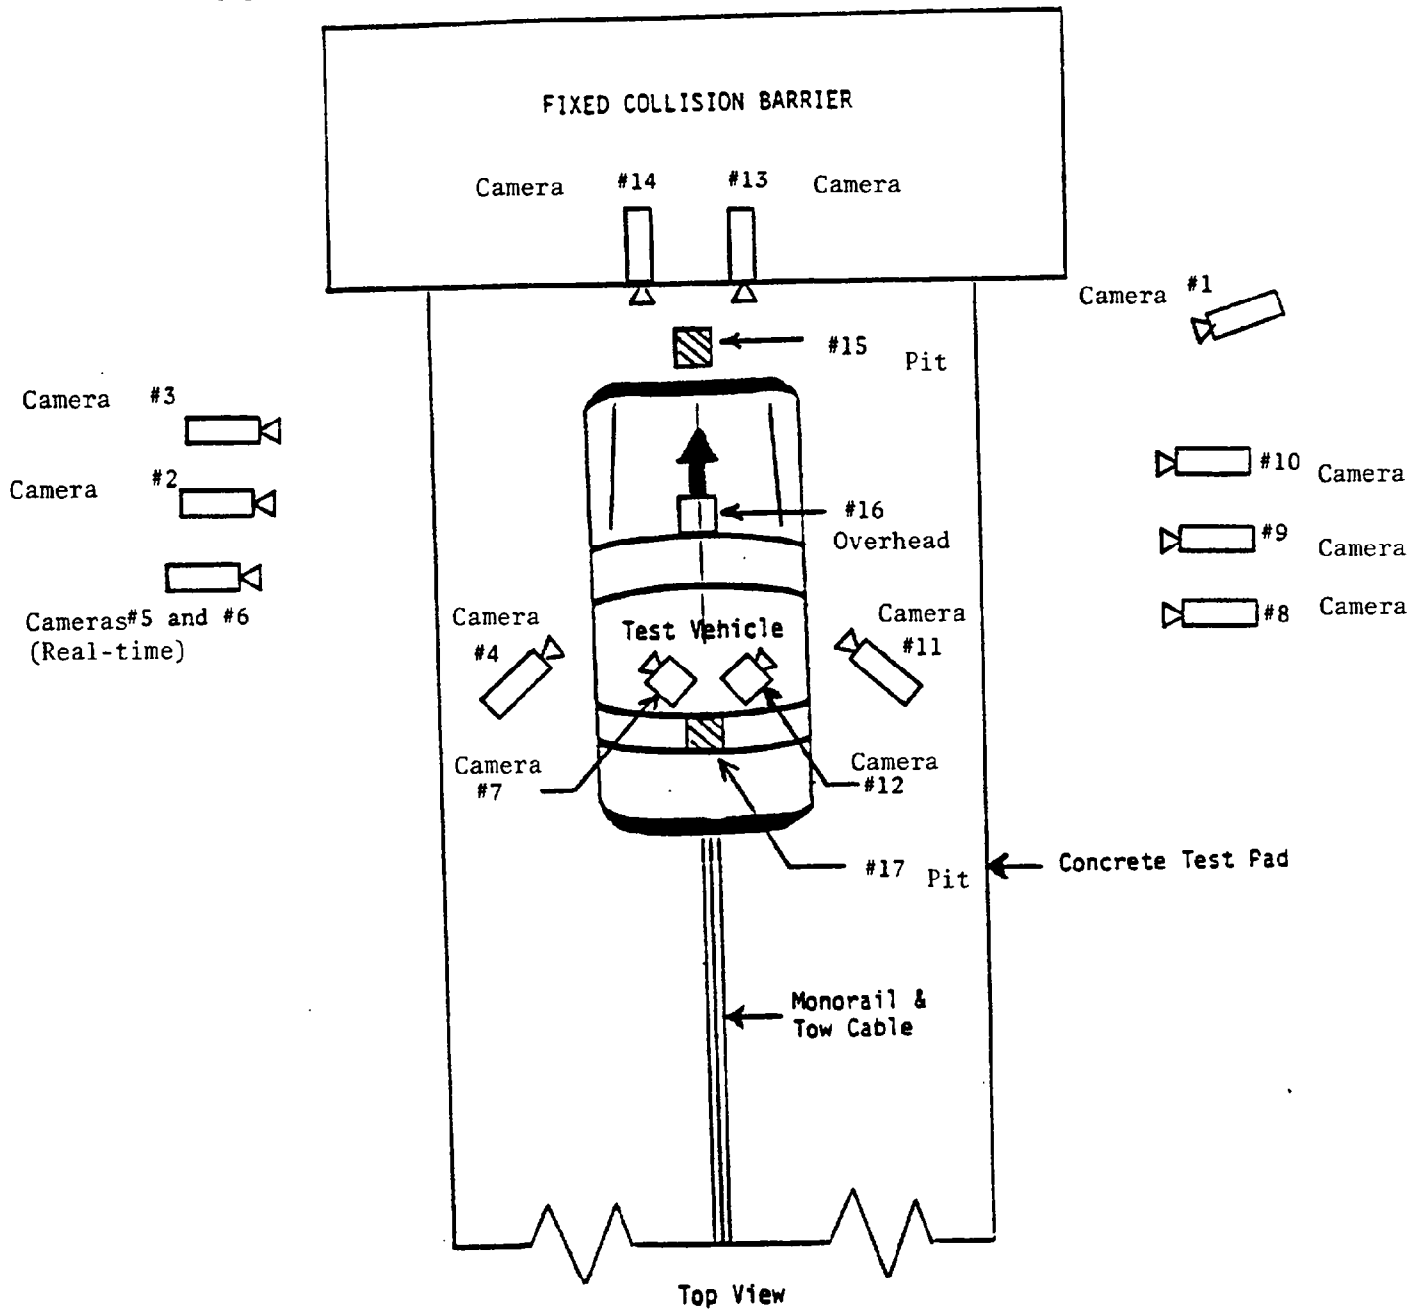 FIXED COLLISION BARRIER
Camera #14 #13 Camera
Camera #1
#15 Pit
Camera #3
#10 Camera
Camera #2
#16
Overhead
#9 Camera
Cameras#5 and #6
(Real-time)
#8 Camera
Camera
#4
Test Vehicle
Camera
#11
Camera
#7
Camera
#12
#17 Pit
Concrete Test Pad
Monorail &
Tow Cable
Top View